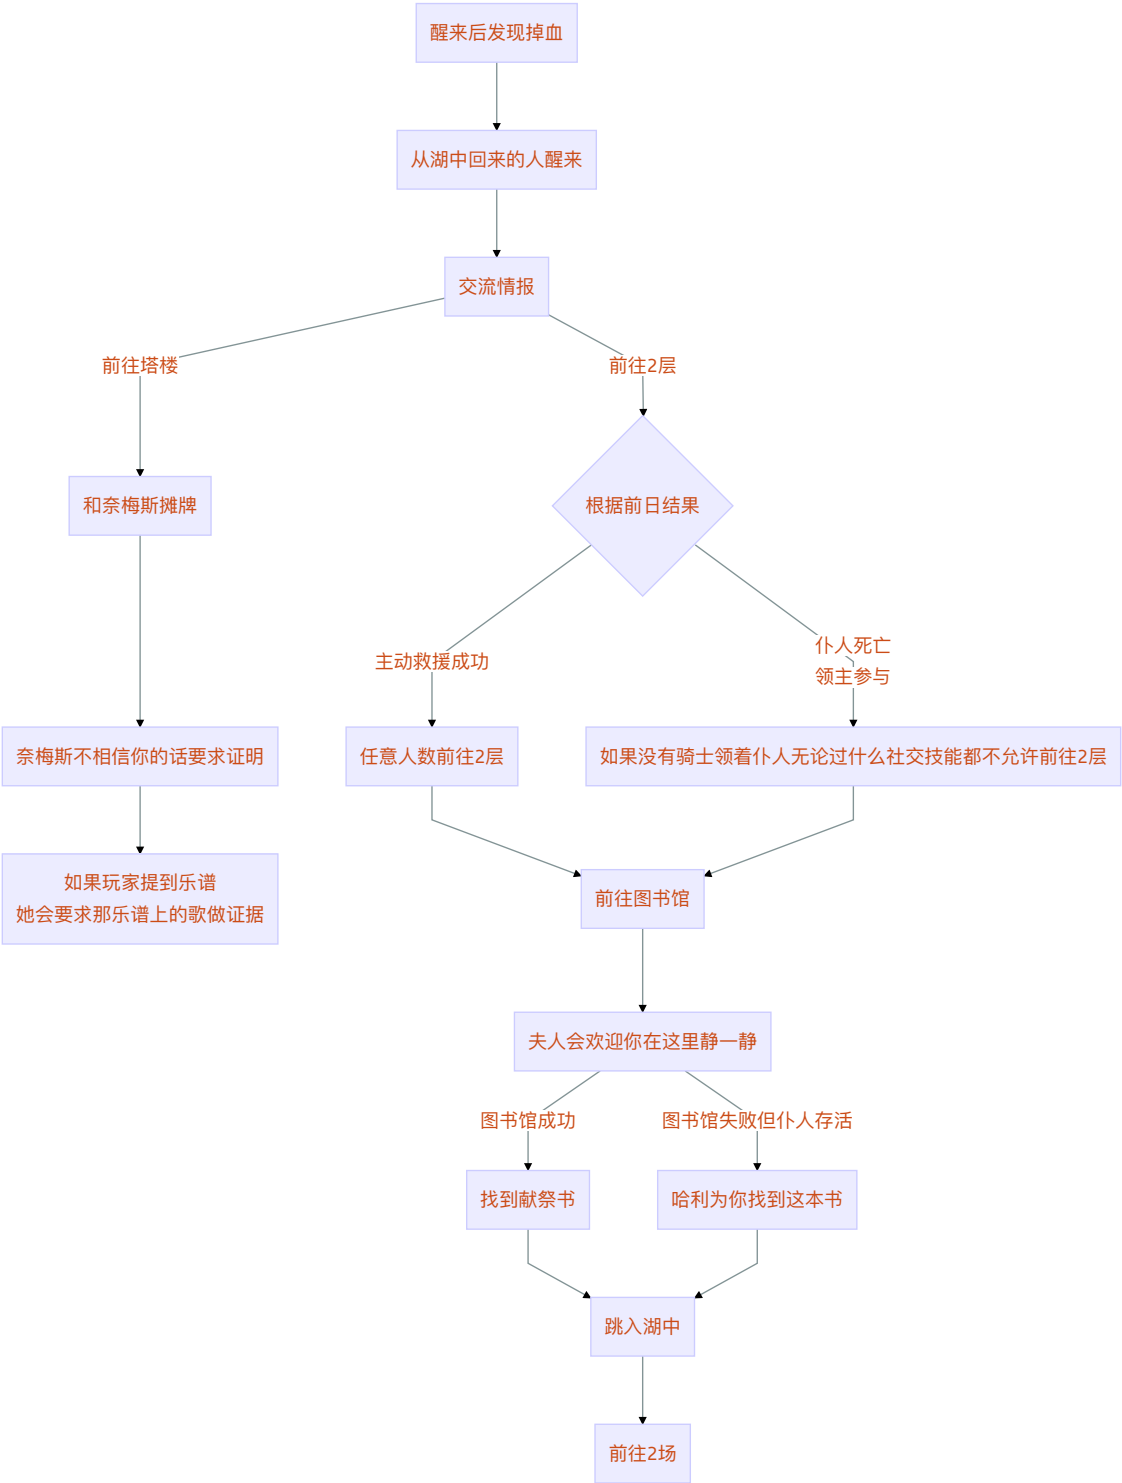 醒来后发现掉血
从湖中回来的人醒来
交流情报
前往塔楼
前往2层
和奈梅斯摊牌
根据前日结果
主动救援成功
仆人死亡
领主参与
奈梅斯不相信你的话要求证明
任意人数前往2层
如果没有骑士领着仆人无论过什么社交技能都不允许前往2层
如果玩家提到乐谱
她会要求那乐谱上的歌做证据
前往图书馆
夫人会欢迎你在这里静一静
图书馆成功
图书馆失败但仆人存活
找到献祭书
哈利为你找到这本书
跳入湖中
前往2场